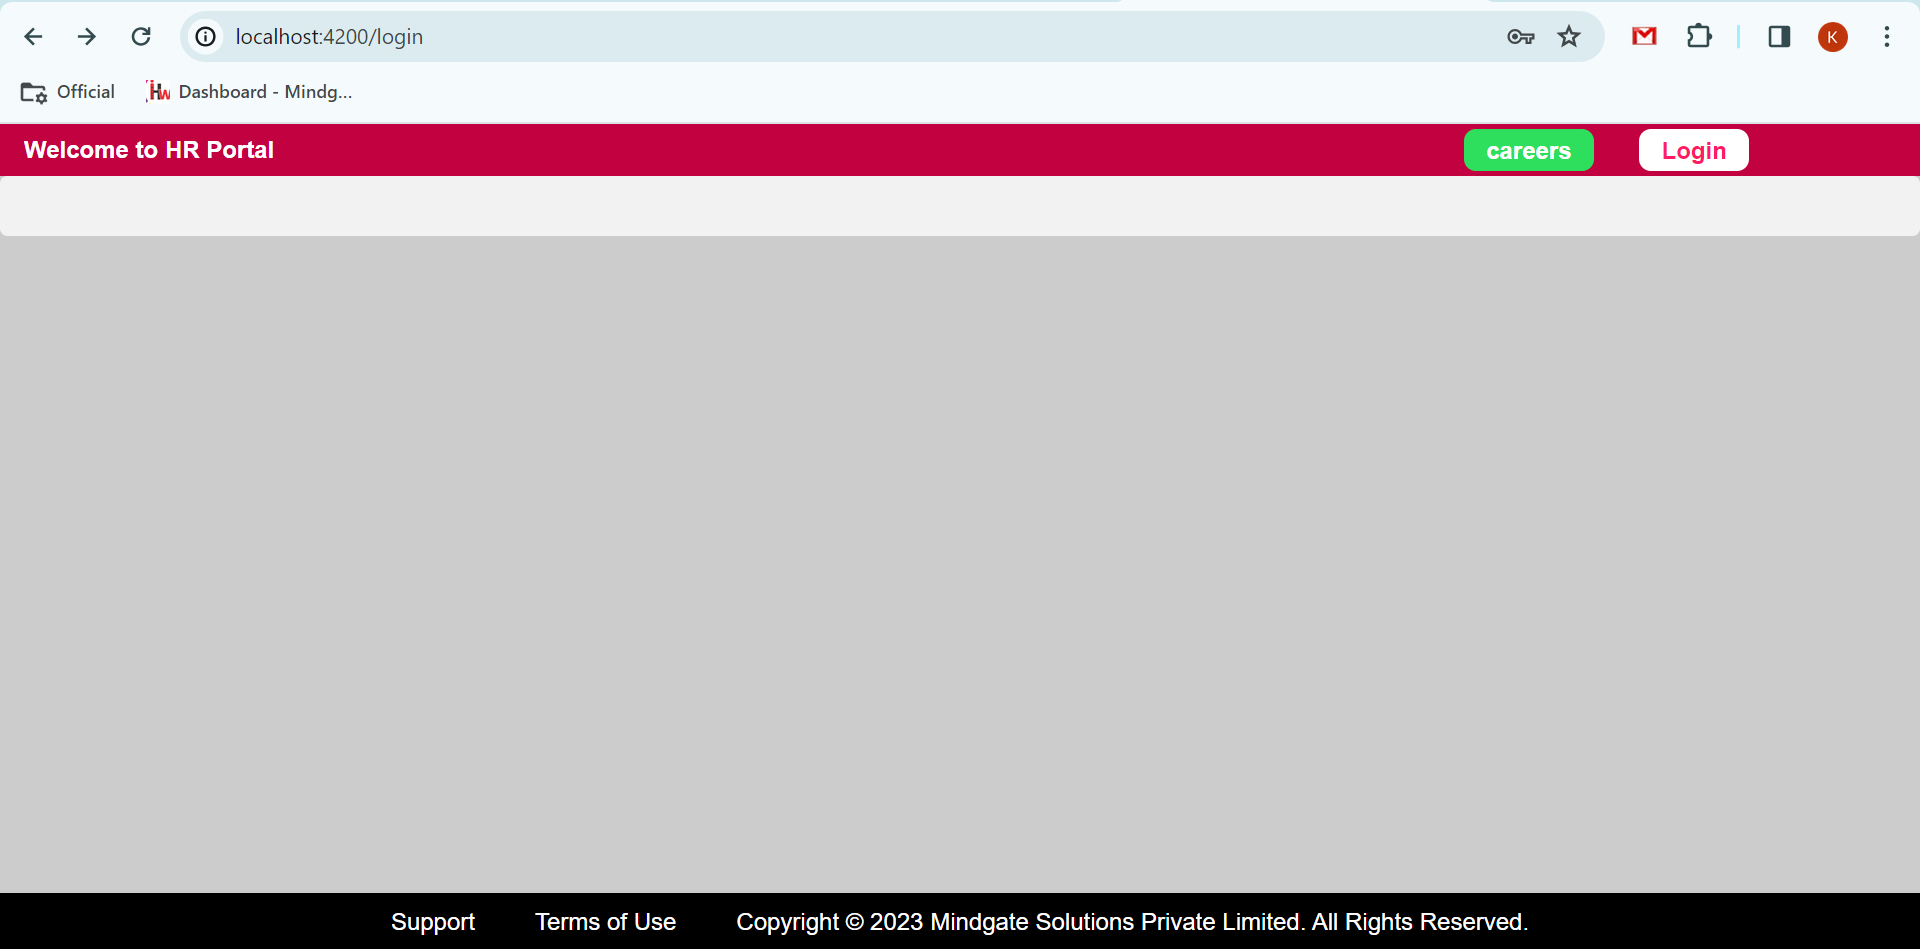 localhost:4200/login
K
Official
Dashboard - Mindg...
Welcome to HR Portal
careers
Login
Support
Terms of Use
Copyright © 2023 Mindgate Solutions Private Limited. All Rights Reserved.